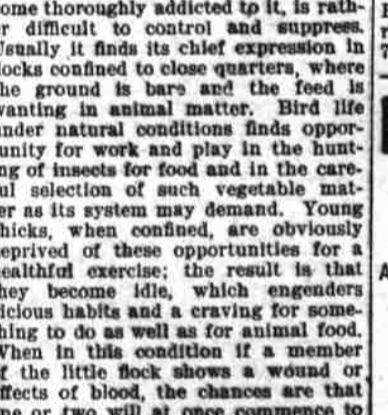 ome thoroughly addicted to it, is rath-
r difficult to control and suppress.
Usually it finds its chief expression in
locks confined to close quarters, where
he ground is bare and the feed is
wanting in animal matter. Bird life
under natural conditions finds oppor-
unity for work and play in the hunt-
ng of insects for food and in the care-
ul selection of such vegetable mat-
er as its system may demand. Young
hicks, when confined, are obviously
eprived of these opportunities for a
ealthful exercise; the result is that
hey become idle, which engenders
icious habits and a craving for some-
hing to do as well as for animal food.
When in this condition if a member
f the little flock shows a wound or
ffects of blood, the chances are that
one or two will at once commence to
A